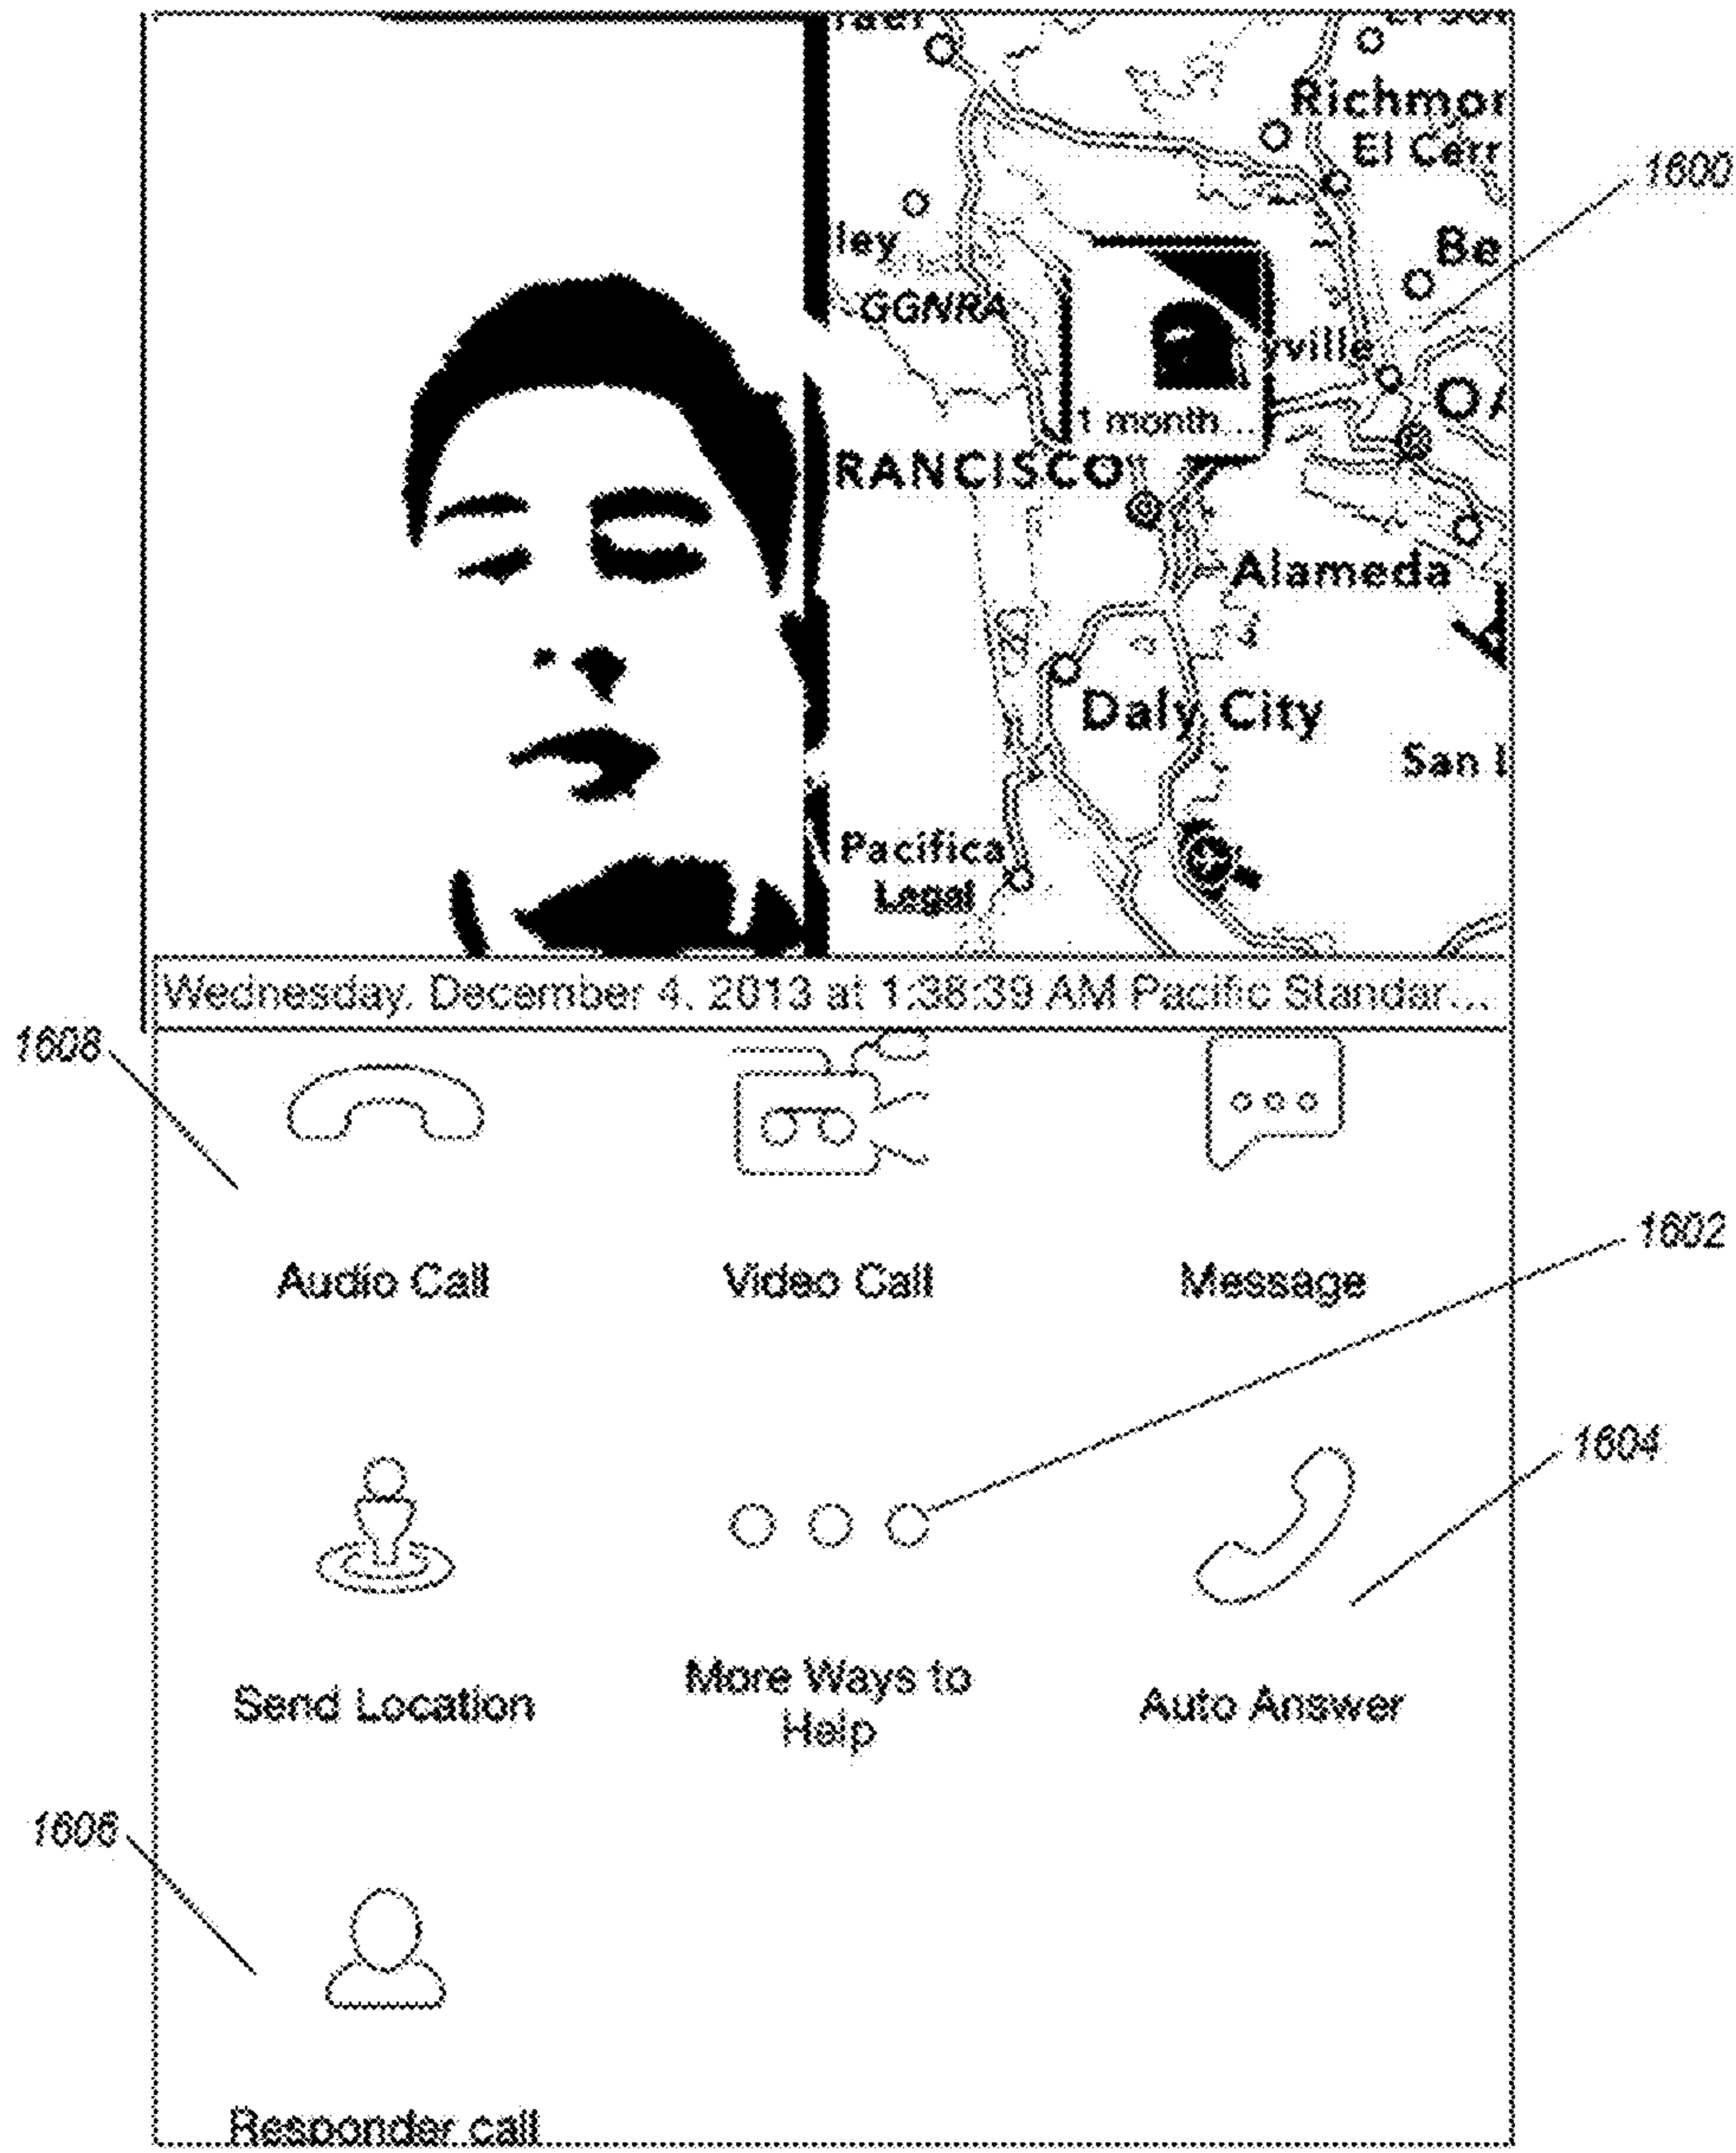 Richmor
El Cerr
1600
ley
Be
GGNRA
yville
1 month...
RANCISCO
Alameda
Daly City
San L
Pacifica
Legal
Wednesday, December 4, 2013 at 1:38:39 AM Pacific Standar...
1608
Audio Call Video Call Message
1602
1604
Send Location More Ways to Help Auto Answer
1606
Responder call